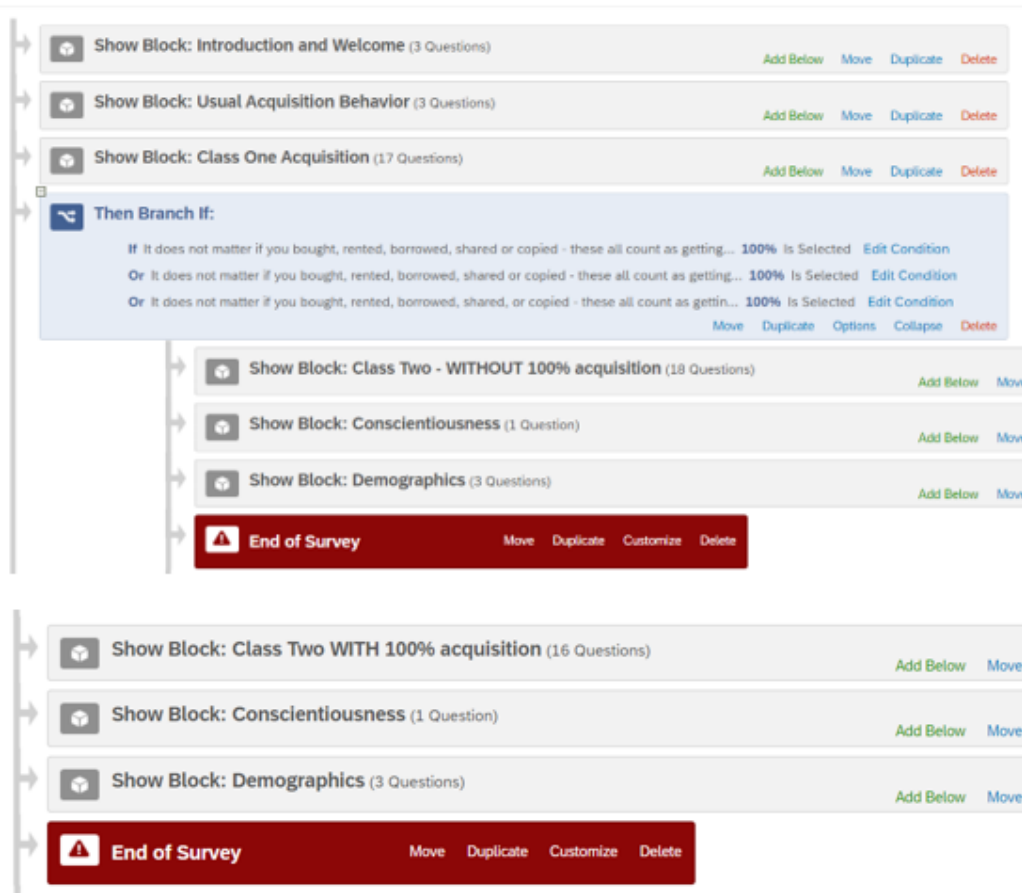 Show Block: Introduction and Welcome (3 Questions)
Add Below Move Duplicate Delete
Show Block: Usual Acquisition Behavior (3 Questions)
Add Below Move Duplicate Delete
Show Block: Class One Acquisition (17 Questions)
Add Below Move Duplicate Delete
Then Branch If:
If It does not matter if you bought, rented, borrowed, shared or copied - these all count as getting... 100% Is Selected Edit Condition
Or It does not matter if you bought, rented, borrowed, shared or copied - these all count as getting... 100% Is Selected Edit Condition
Or It does not matter if you bought, rented, borrowed, shared, or copied - these all count as gettin... 100% Is Selected Edit Condition
Move Duplicate Options Collapse Delete
Show Block: Class Two - WITHOUT 100% acquisition (18 Questions)
Add Below Move
Show Block: Conscientiousness (1 Question)
Add Below Move
Show Block: Demographics (3 Questions)
Add Below Move
End of Survey Move Duplicate Customize Delete
Show Block: Class Two WITH 100% acquisition (16 Questions)
Add Below Move
Show Block: Conscientiousness (1 Question)
Add Below Move
Show Block: Demographics (3 Questions)
Add Below Move
End of Survey Move Duplicate Customize Delete